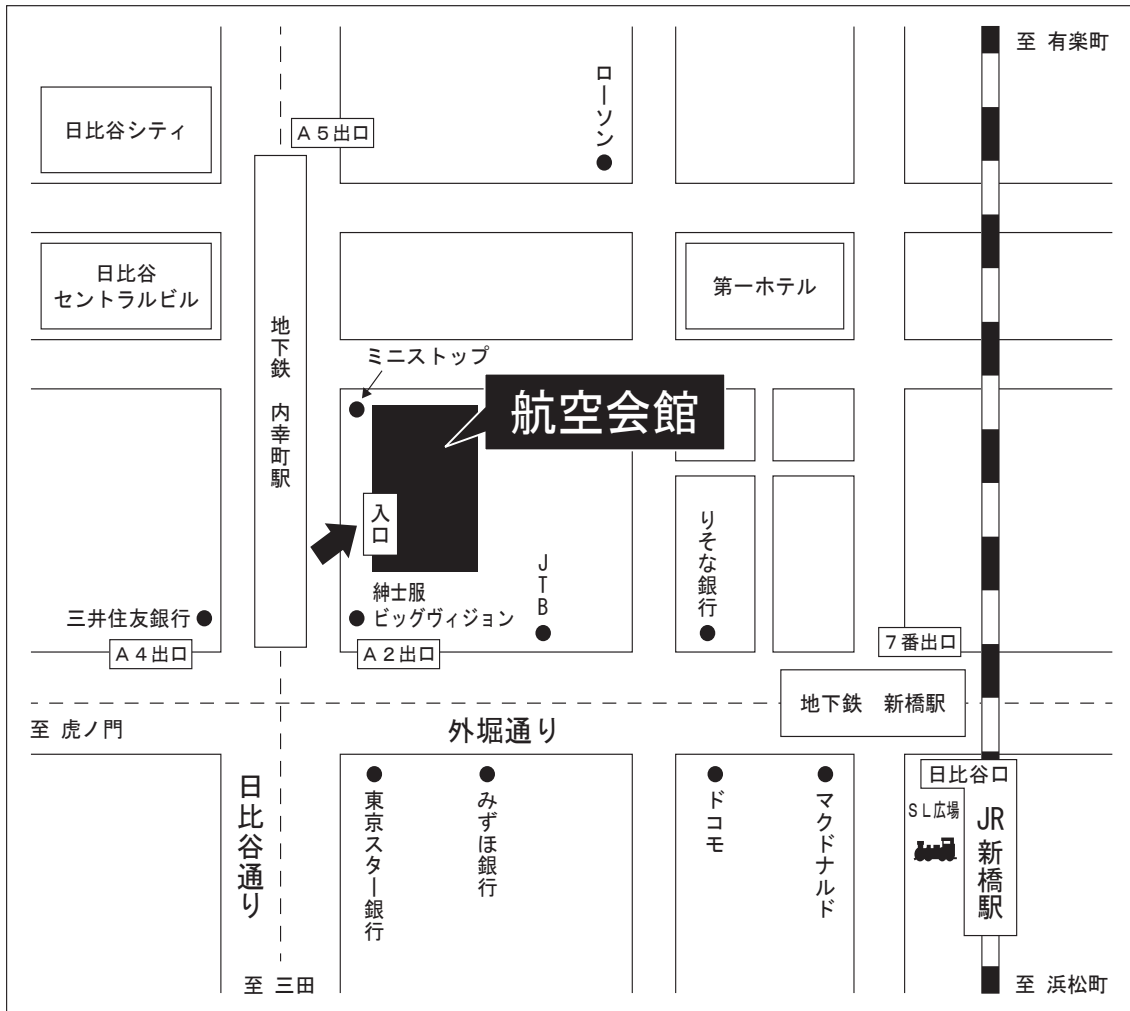 至 有楽町
ローソン
日比谷シティ
A5出口
日比谷
セントラルビル
第一ホテル
地下鉄 内幸町駅
ミニストップ
航空会館
入口
りそな銀行
JTB
紳士服
ビッグヴィジョン
三井住友銀行
A4出口
A2出口
7番出口
地下鉄 新橋駅
至 虎ノ門
外堀通り
日比谷口
日比谷通り
東京スター銀行
みずほ銀行
ドコモ
マクドナルド
SL広場
JR新橋駅
至 三田
至 浜松町